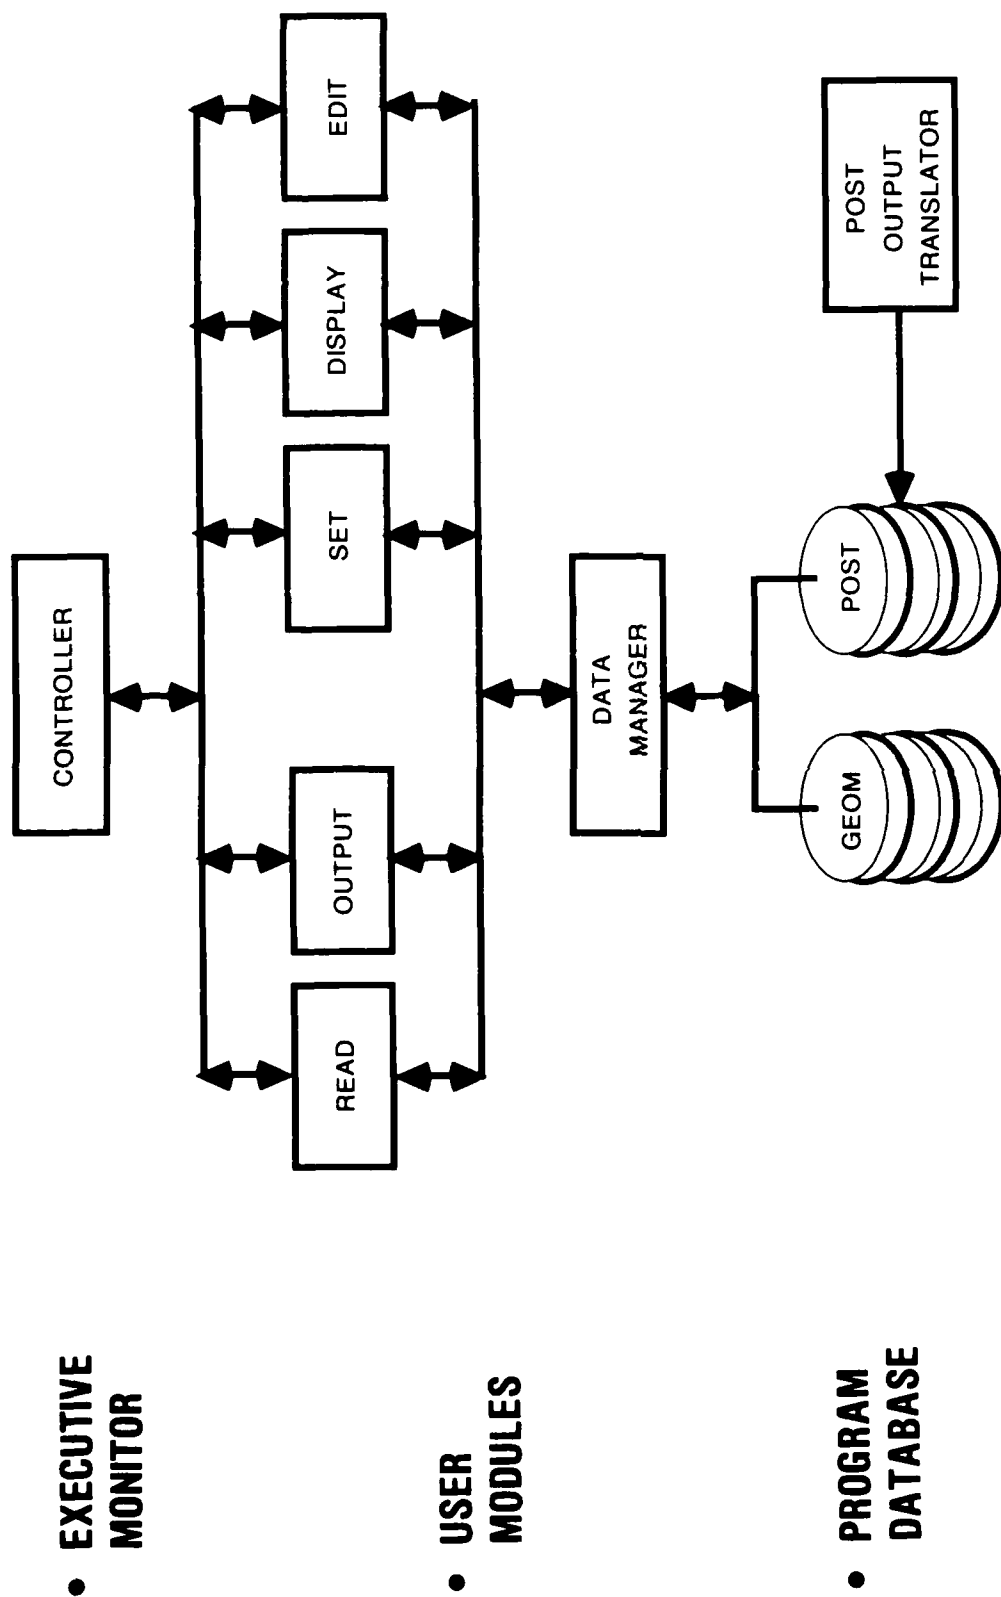 • EXECUTIVE
MONITOR
CONTROLLER
• USER
MODULES
READ
OUTPUT
SET
DISPLAY
EDIT
DATA
MANAGER
• PROGRAM
DATABASE
GEOM
POST
POST
OUTPUT
TRANSLATOR